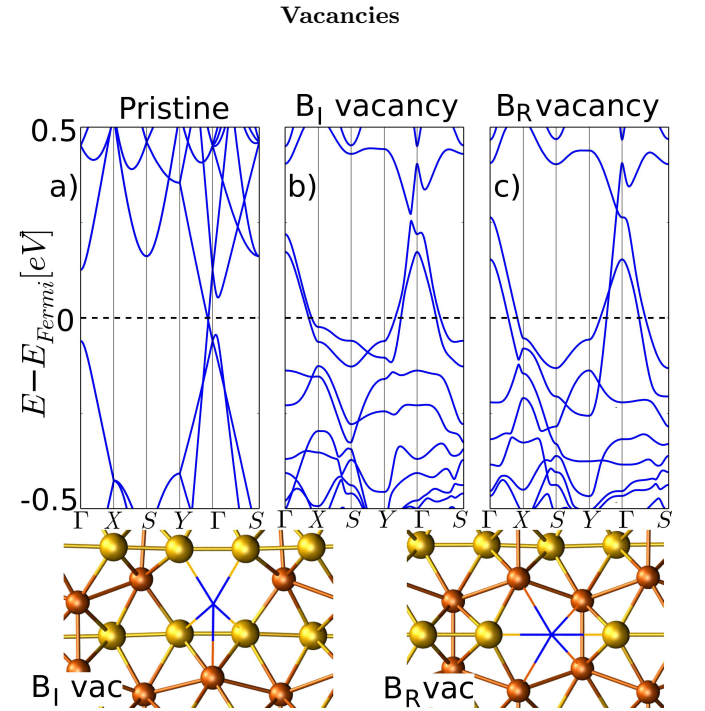 Vacancies
Pristine
B_I vacancy
B_R vacancy
0.5
a)
b)
c)
E−E_Fermi[eV]
0
-0.5
Γ X S Y Γ S
Γ X S Y Γ S
Γ X S Y Γ S
B_I vac
B_R vac